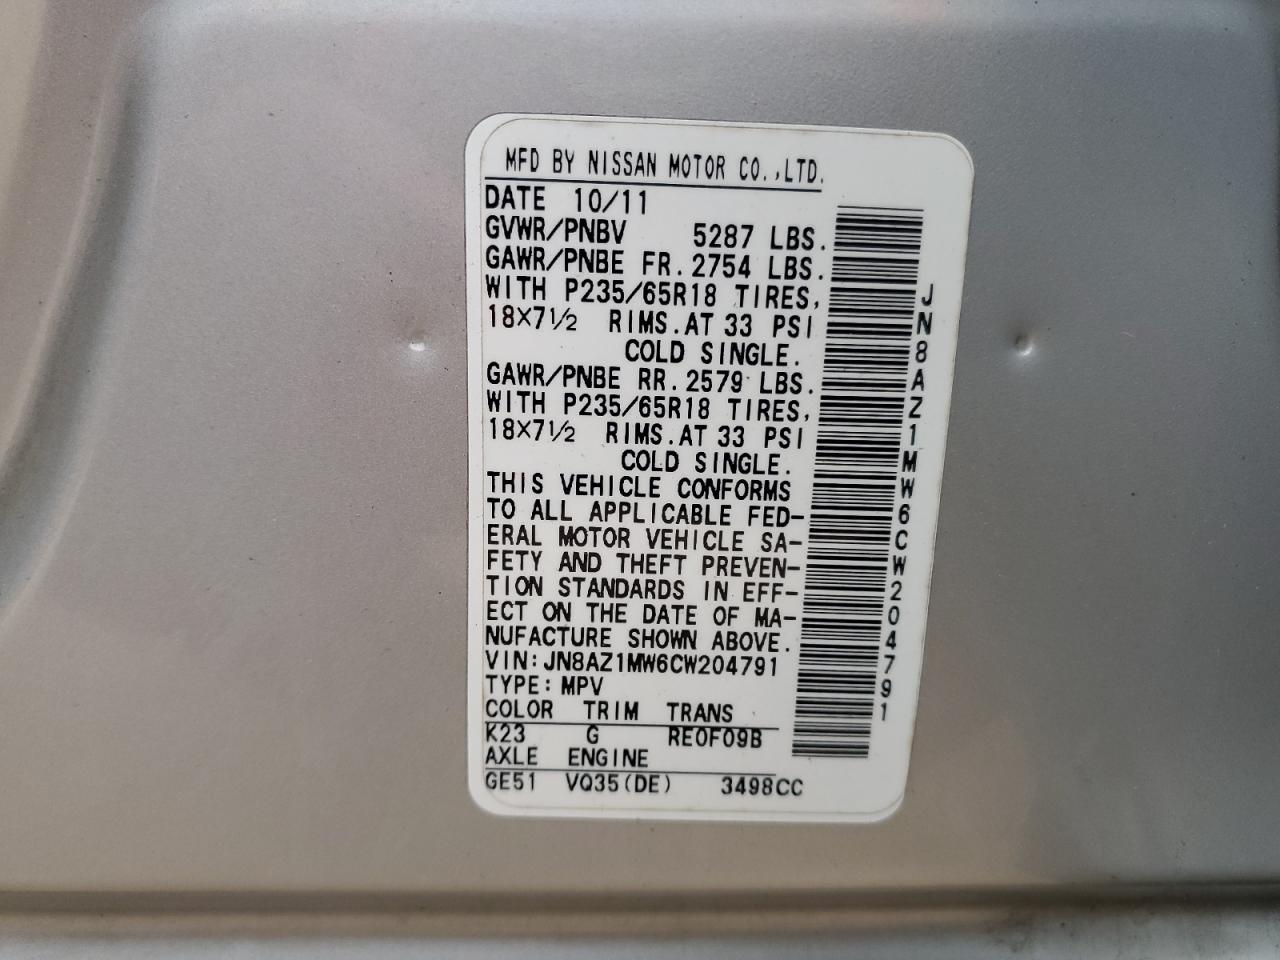 MFD BY NISSAN MOTOR CO.,LTD.
DATE 10/11
GVWR/PNBV 5287 LBS.
GAWR/PNBE FR. 2754 LBS.
WITH P235/65R18 TIRES,
18X7½ RIMS.AT 33 PSI
COLD SINGLE.
GAWR/PNBE RR. 2579 LBS.
WITH P235/65R18 TIRES,
18X7½ RIMS.AT 33 PSI
COLD SINGLE.
THIS VEHICLE CONFORMS
TO ALL APPLICABLE FED-
ERAL MOTOR VEHICLE SA-
FETY AND THEFT PREVEN-
TION STANDARDS IN EFF-
ECT ON THE DATE OF MA-
NUFACTURE SHOWN ABOVE.
VIN:JN8AZ1MW6CW204791
TYPE:MPV
COLOR TRIM TRANS
K23 G RE0F09B
AXLE ENGINE
GE51 VQ35(DE) 3498CC
JN8AZ1MW6CW204791